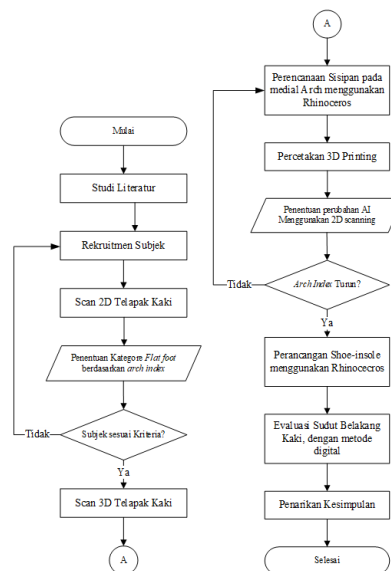 Mulai
Studi Literatur
Rekruitmen Subjek
Scan 2D Telapak Kaki
Penentuan Kategore Flat foot
berdasarkan arch index
Tidak
Subjek sesuai Kriteria?
Ya
Scan 3D Telapak Kaki
A
A
Perencanaan Sisipan pada
medial Arch menggunakan
Rhinoceros
Percetakan 3D Printing
Penentuan perubahan AI
Menggunakan 2D scanning
Tidak
Arch Index Turun?
Ya
Perancangan Shoe-insole
menggunakan Rhinocecros
Evaluasi Sudut Belakang
Kaki, dengan metode
digital
Penarikan Kesimpulan
Selesai